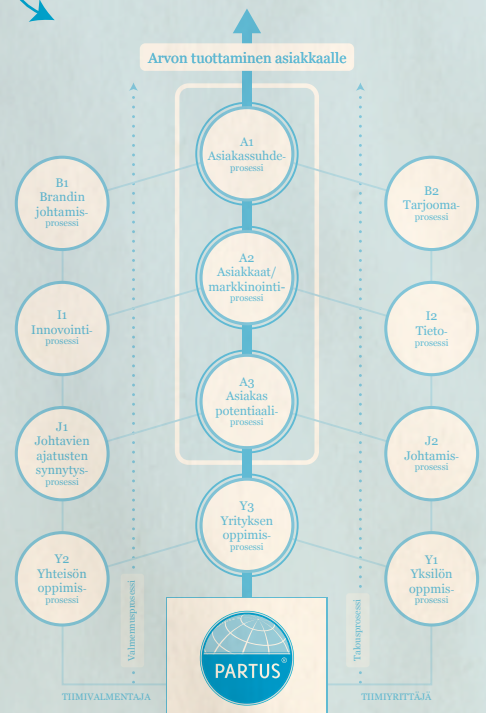 Arvon tuottaminen asiakkaalle
A1
Asiakassuhde-
prosessi
B1
Brandin
johtamis-
prosessi
B2
Tarjooma-
prosessi
A2
Asiakkaat/
markkinointi-
prosessi
I1
Innovointi-
prosessi
I2
Tieto-
prosessi
A3
Asiakas
potentiaali-
prosessi
J1
Johtavien
ajatusten
synnytys-
prosessi
J2
Johtamis-
prosessi
Y3
Yrityksen
oppimis-
prosessi
Y2
Yhteisön
oppimis-
prosessi
Y1
Yksilön
oppmis-
prosessi
Valmennusprosessi
Talousprosessi
PARTUS®
TIIMIVALMENTAJA
TIIMIYRITTÄJÄ